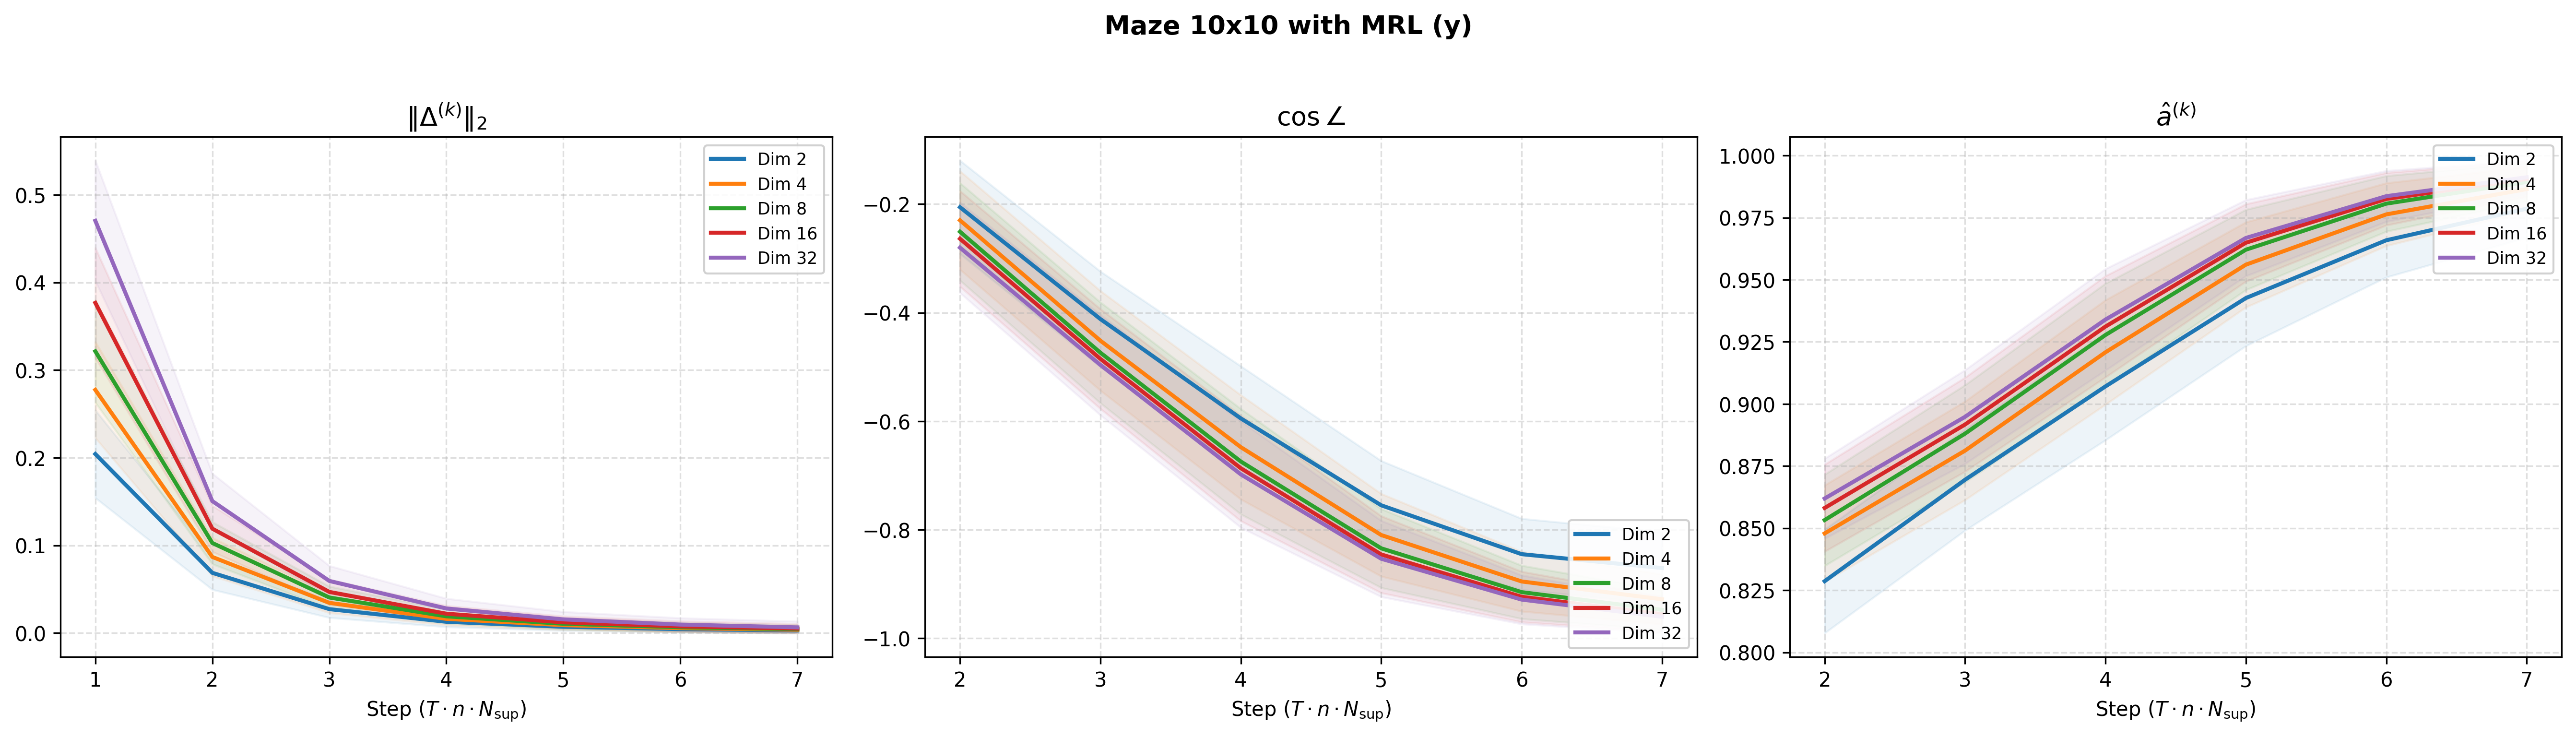 Maze 10x10 with MRL (y)
‖Δ^(k)‖₂
0.5
0.4
0.3
0.2
0.1
0.0
1 2 3 4 5 6 7
Step (T · n · N_sup)
Dim 2
Dim 4
Dim 8
Dim 16
Dim 32
cos ∠
−0.2
−0.4
−0.6
−0.8
−1.0
2 3 4 5 6 7
Step (T · n · N_sup)
Dim 2
Dim 4
Dim 8
Dim 16
Dim 32
â^(k)
1.000
0.975
0.950
0.925
0.900
0.875
0.850
0.825
0.800
2 3 4 5 6 7
Step (T · n · N_sup)
Dim 2
Dim 4
Dim 8
Dim 16
Dim 32